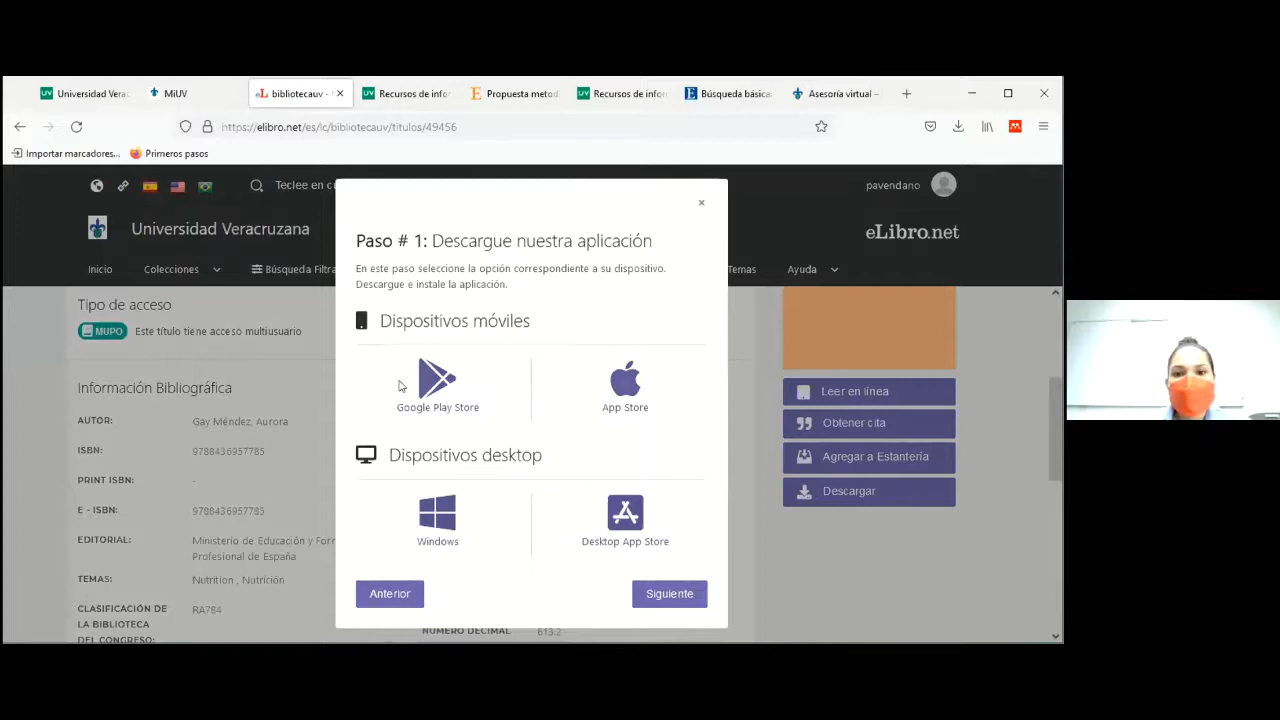 Universidad Verac
MiUV
bibliotecauv -
Recursos de info
Propuesta metod
Recursos de info
Búsqueda básica:
Asesoría virtual –
https://elibro.net/es/lc/bibliotecauv/titulos/49456
Importar marcadores...
Primeros pasos
Teclee en c
pavendano
Universidad Veracruzana
eLibro.net
Inicio
Colecciones
Búsqueda Filtra
Temas
Ayuda
Paso # 1: Descargue nuestra aplicación
En este paso seleccione la opción correspondiente a su dispositivo.
Descargue e instale la aplicación.
Dispositivos móviles
Google Play Store
App Store
Dispositivos desktop
Windows
Desktop App Store
Anterior
Siguiente
Tipo de acceso
MUPO Este título tiene acceso multiusuario
Información Bibliográfica
AUTOR: Gay Méndez, Aurora
ISBN: 9788436957785
PRINT ISBN: -
E - ISBN: 9788436957785
EDITORIAL: Ministerio de Educación y Form
Profesional de España
TEMAS: Nutrition , Nutrición
CLASIFICACIÓN DE RA784
LA BIBLIOTECA
DEL CONGRESO:
NÚMERO DECIMAL 613.2
Leer en línea
Obtener cita
Agregar a Estantería
Descargar